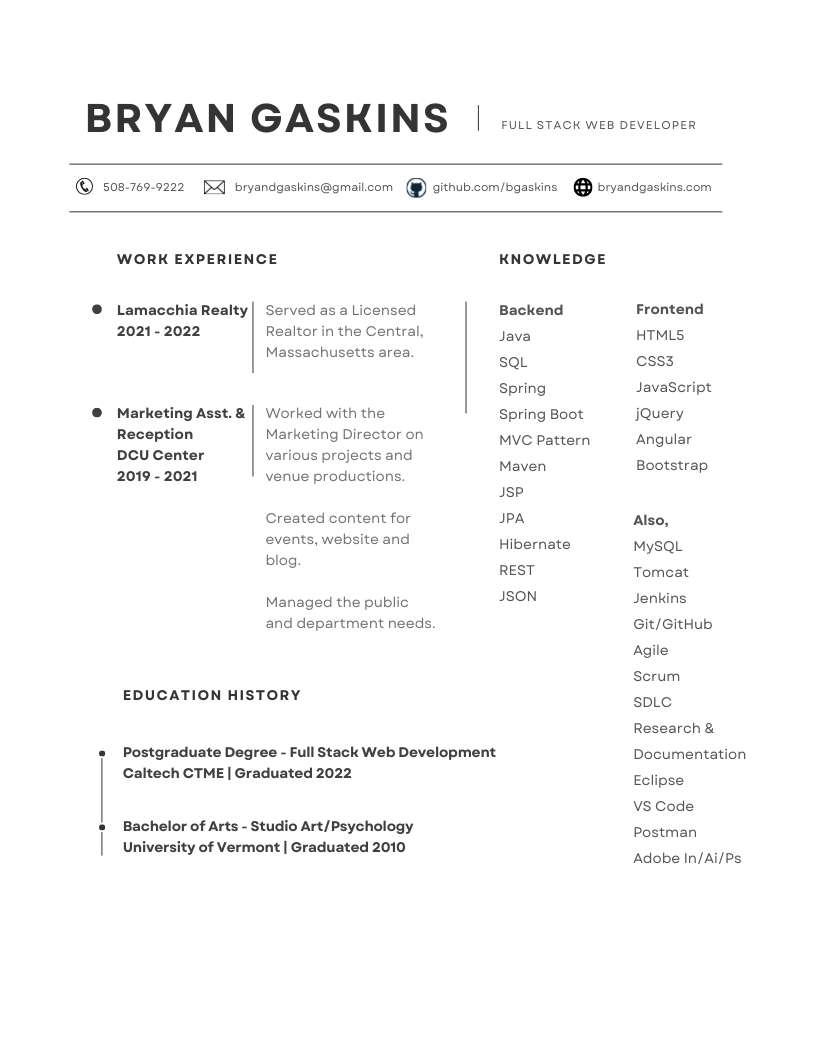 BRYAN GASKINS
FULL STACK WEB DEVELOPER
508-769-9222
bryandgaskins@gmail.com
github.com/bgaskins
bryandgaskins.com
WORK EXPERIENCE
Lamacchia Realty
2021 - 2022
Served as a Licensed
Realtor in the Central,
Massachusetts area.
Marketing Asst. &
Reception
DCU Center
2019 - 2021
Worked with the
Marketing Director on
various projects and
venue productions.
Created content for
events, website and
blog.
Managed the public
and department needs.
EDUCATION HISTORY
Postgraduate Degree - Full Stack Web Development
Caltech CTME | Graduated 2022
Bachelor of Arts - Studio Art/Psychology
University of Vermont | Graduated 2010
KNOWLEDGE
Backend
Java
SQL
Spring
Spring Boot
MVC Pattern
Maven
JSP
JPA
Hibernate
REST
JSON
Frontend
HTML5
CSS3
JavaScript
jQuery
Angular
Bootstrap
Also,
MySQL
Tomcat
Jenkins
Git/GitHub
Agile
Scrum
SDLC
Research &
Documentation
Eclipse
VS Code
Postman
Adobe In/Ai/Ps